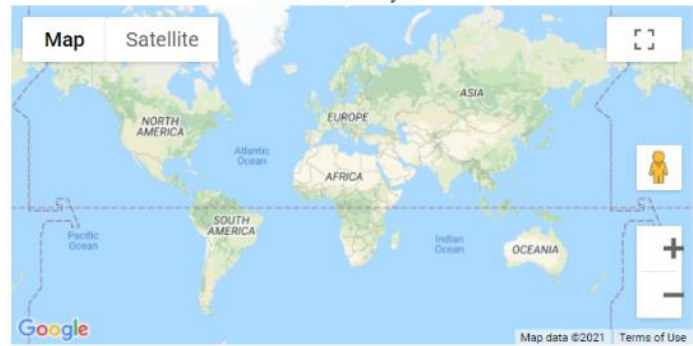 Map Satellite
ASIA
NORTH
AMERICA
EUROPE
Atlantic
Ocean
AFRICA
SOUTH
AMERICA
Pacific
Ocean
Indian
Ocean
OCEANIA
Google
Map data ©2021 Terms of Use